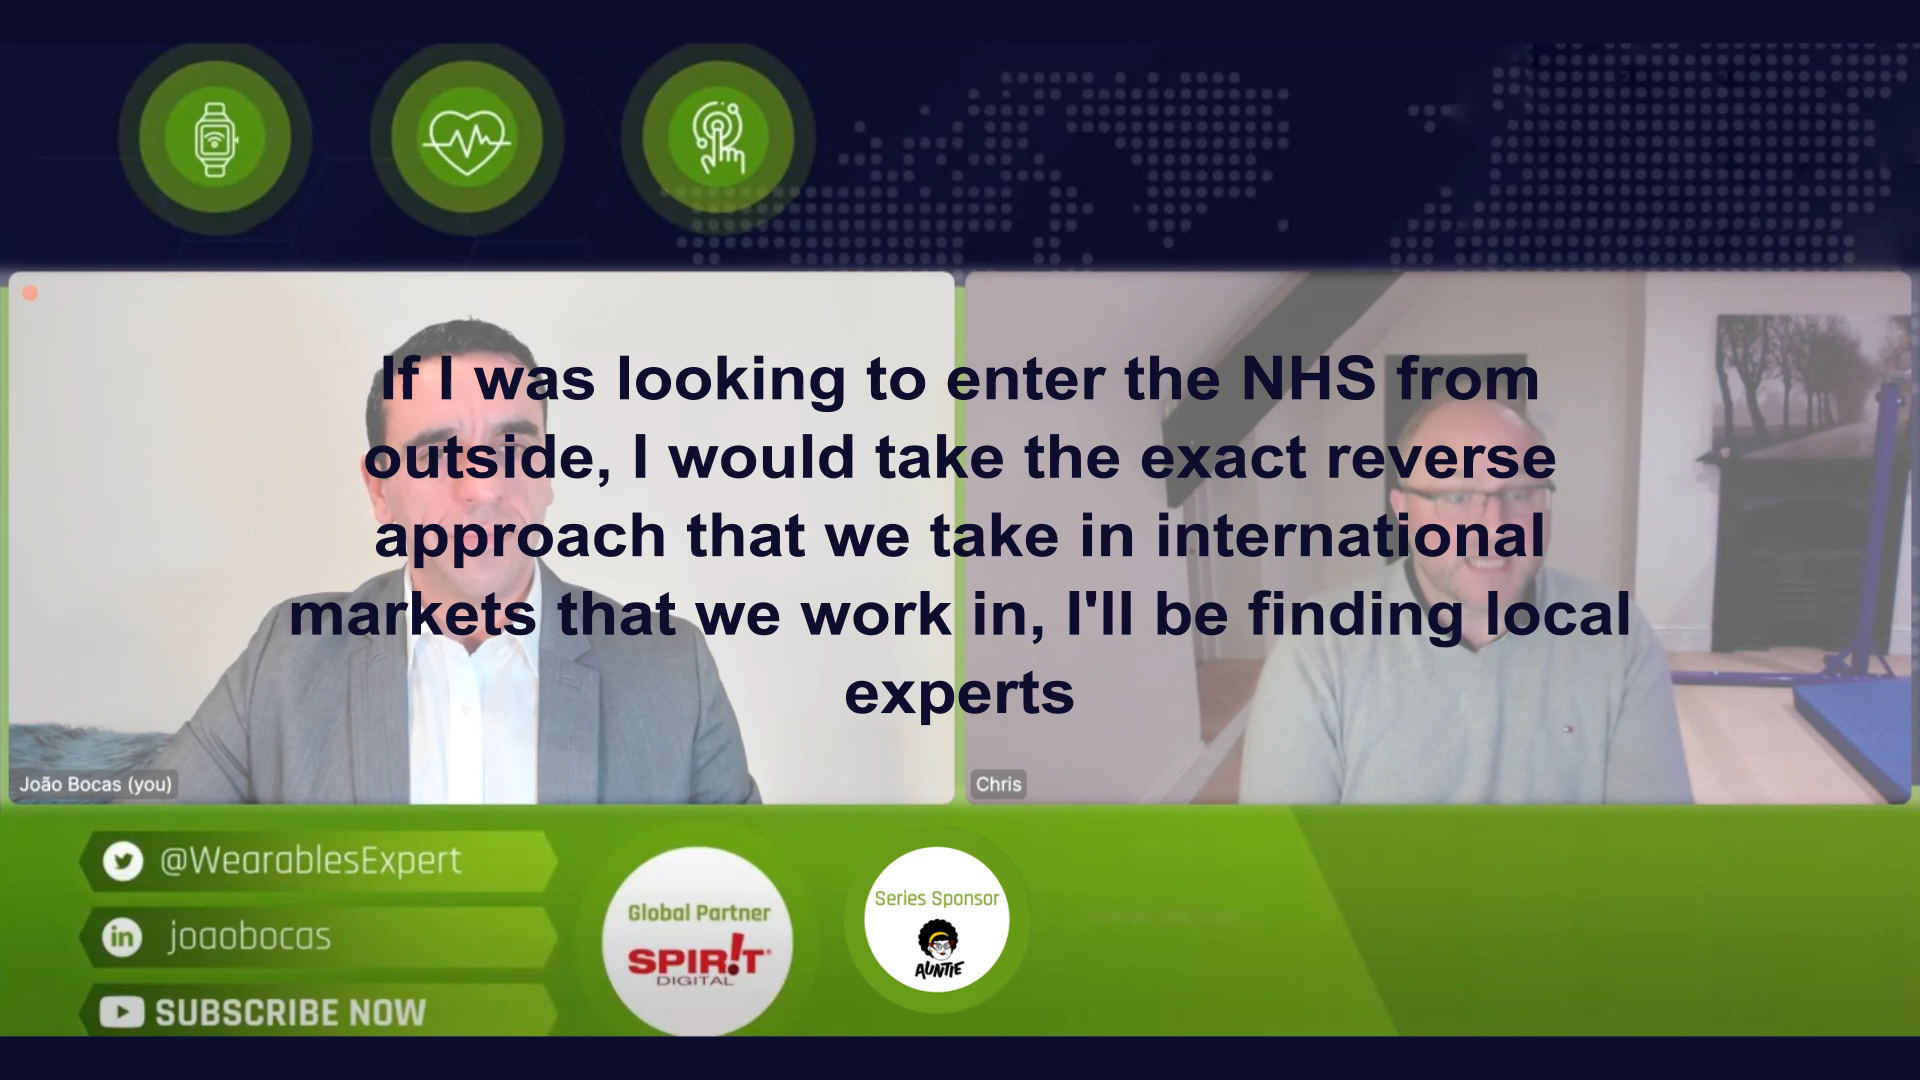 If I was looking to enter the NHS from
outside, I would take the exact reverse
approach that we take in international
markets that we work in, I'll be finding local
experts
João Bocas (you)
Chris
@WearablesExpert
joaobocas
SUBSCRIBE NOW
Global Partner
SPIR!T
DIGITAL
Series Sponsor
AUNTIE